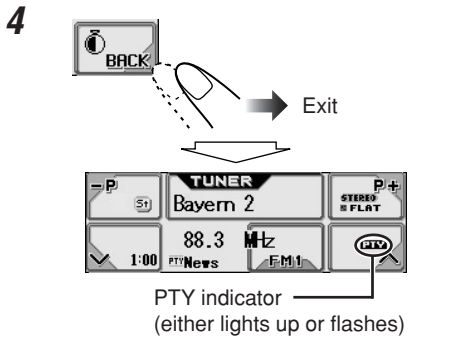 4
BACK
Exit
–P
TUNER
P+
St
Bayern 2
STEREO
FLAT
88.3 MHz
PTY
1:00
PTY News
FM1
PTY indicator
(either lights up or flashes)